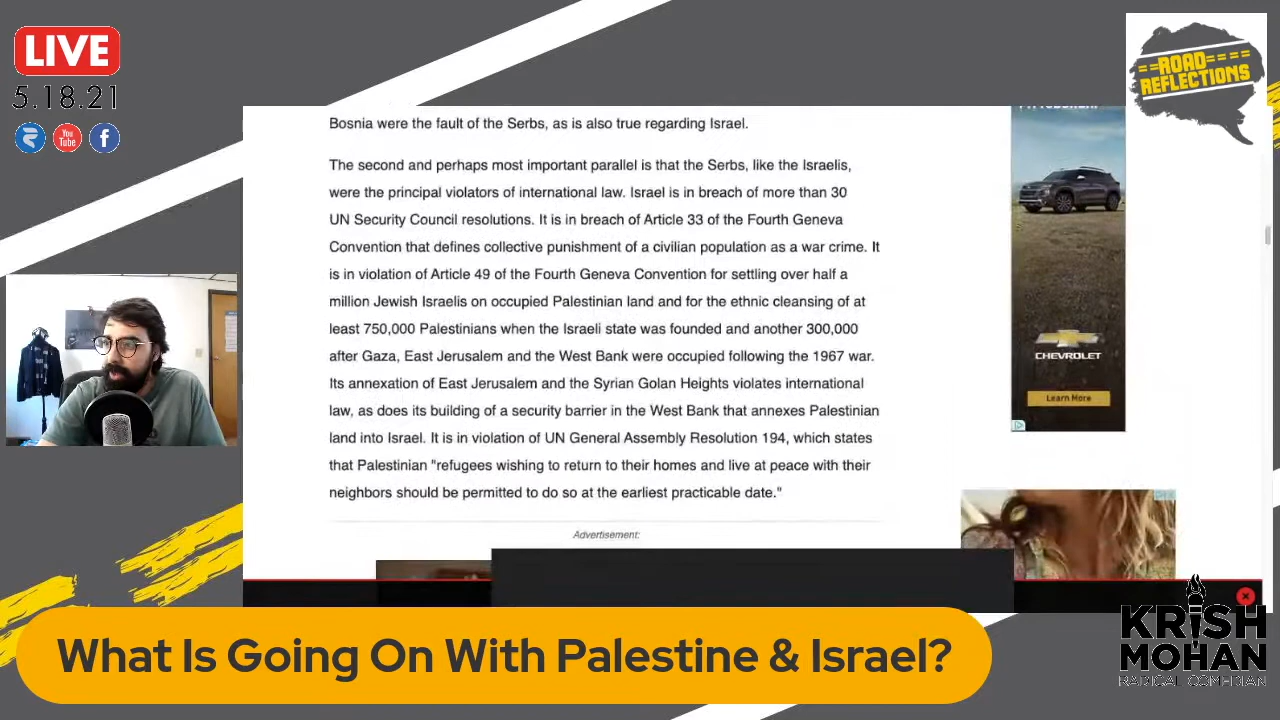 LIVE
5.18.21
You
Tube
==ROAD====
==REFLECTIONS
Bosnia were the fault of the Serbs, as is also true regarding Israel.
The second and perhaps most important parallel is that the Serbs, like the Israelis,
were the principal violators of international law. Israel is in breach of more than 30
UN Security Council resolutions. It is in breach of Article 33 of the Fourth Geneva
Convention that defines collective punishment of a civilian population as a war crime. It
is in violation of Article 49 of the Fourth Geneva Convention for settling over half a
million Jewish Israelis on occupied Palestinian land and for the ethnic cleansing of at
least 750,000 Palestinians when the Israeli state was founded and another 300,000
after Gaza, East Jerusalem and the West Bank were occupied following the 1967 war.
Its annexation of East Jerusalem and the Syrian Golan Heights violates international
law, as does its building of a security barrier in the West Bank that annexes Palestinian
land into Israel. It is in violation of UN General Assembly Resolution 194, which states
that Palestinian "refugees wishing to return to their homes and live at peace with their
neighbors should be permitted to do so at the earliest practicable date."
Advertisement:
CHEVROLET
Learn More
What Is Going On With Palestine & Israel?
KRISH
MOHAN
RADICAL COMEDIAN